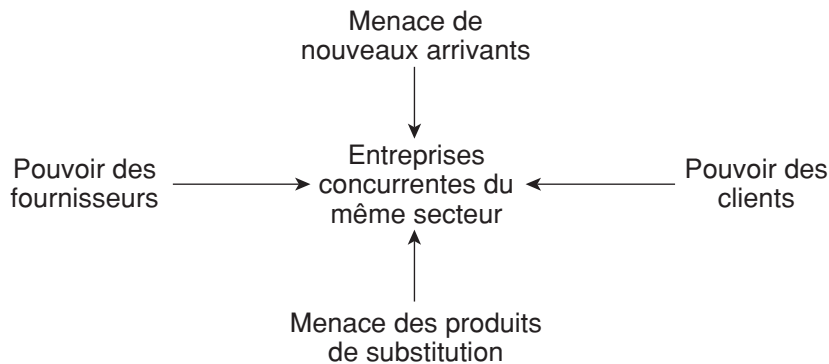 Menace de
nouveaux arrivants
Pouvoir des
fournisseurs
Entreprises
concurrentes du
même secteur
Pouvoir des
clients
Menace des produits
de substitution